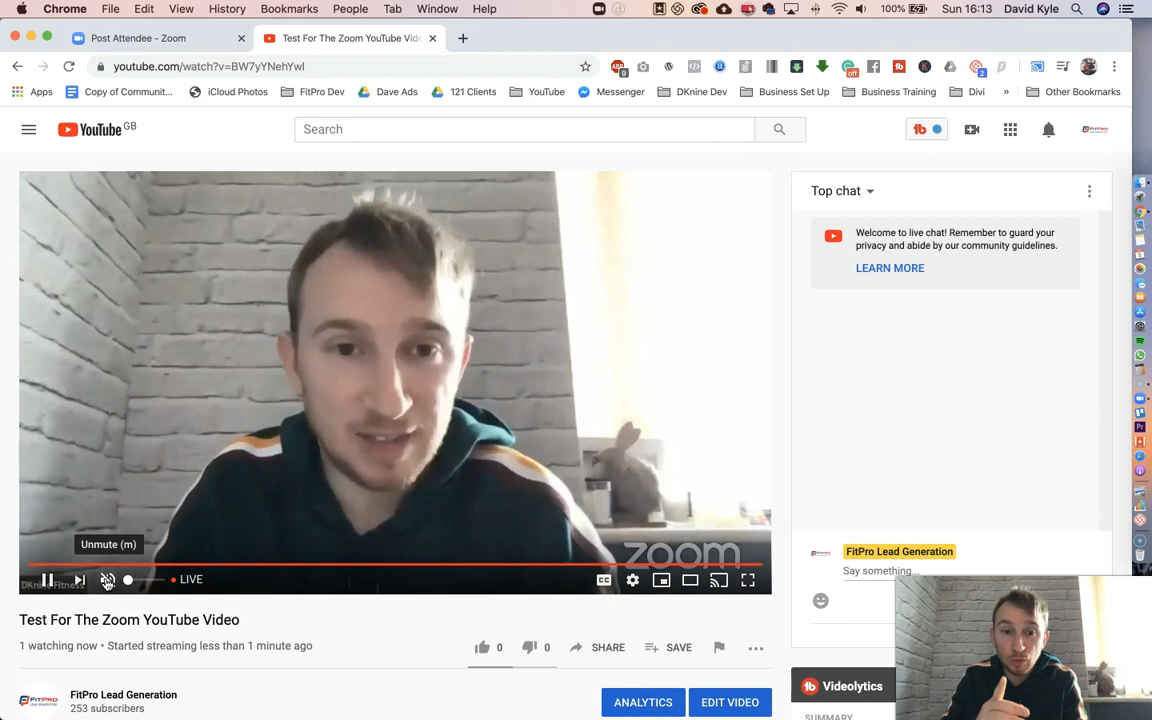 Chrome File Edit View History Bookmarks People Tab Window Help 100% Sun 16:13 David Kyle
Post Attendee - Zoom
Test For The Zoom YouTube Vide
youtube.com/watch?v=BW7yYNehYwI
Apps Copy of Communit... iCloud Photos FitPro Dev Dave Ads 121 Clients YouTube Messenger DKnine Dev Business Set Up Business Training Divi » Other Bookmarks
YouTube GB
Search
Top chat
Welcome to live chat! Remember to guard your
privacy and abide by our community guidelines.
LEARN MORE
zoom
Unmute (m)
LIVE
DKnine Fitness
FitPro Lead Generation
Say something...
Test For The Zoom YouTube Video
1 watching now • Started streaming less than 1 minute ago
0 0 SHARE SAVE
FitPro Lead Generation
253 subscribers
ANALYTICS EDIT VIDEO
Videolytics
SUMMARY